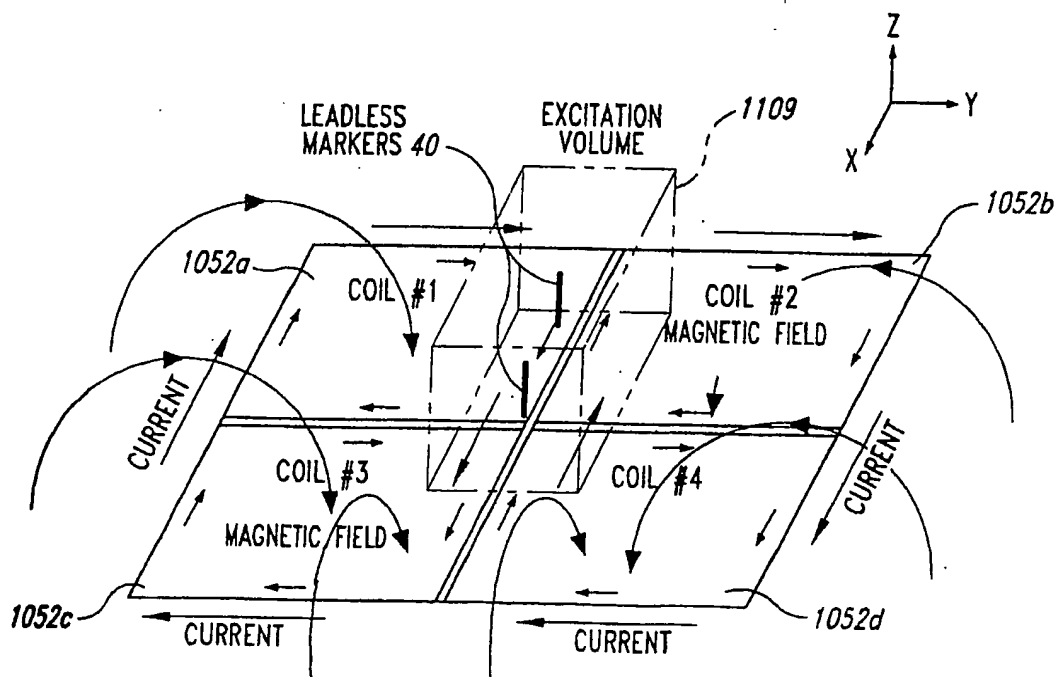 Z
Y
X
LEADLESS
MARKERS 40
EXCITATION
VOLUME
1109
1052b
1052a
COIL #1
COIL #2
MAGNETIC FIELD
CURRENT
COIL #3
COIL #4
CURRENT
MAGNETIC FIELD
1052c
CURRENT
CURRENT
1052d